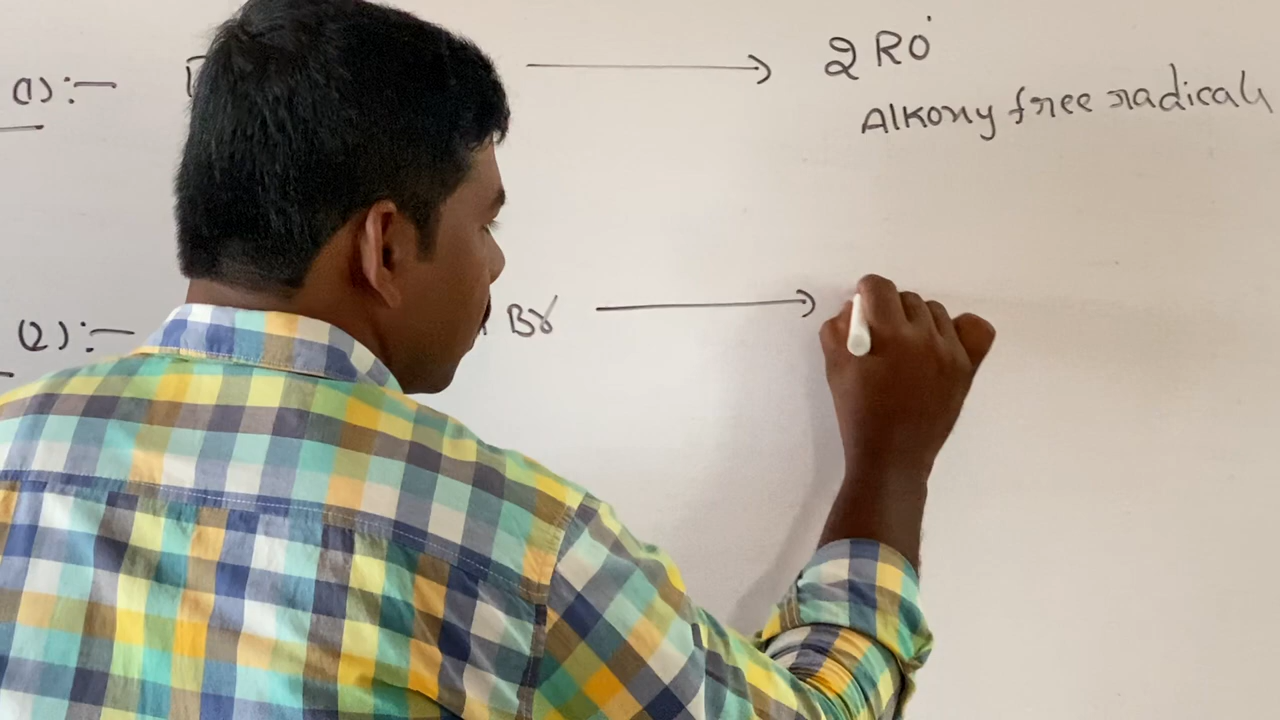 (1):- → 2 RO˙
Alkoxy free radicals
(2):- Br →